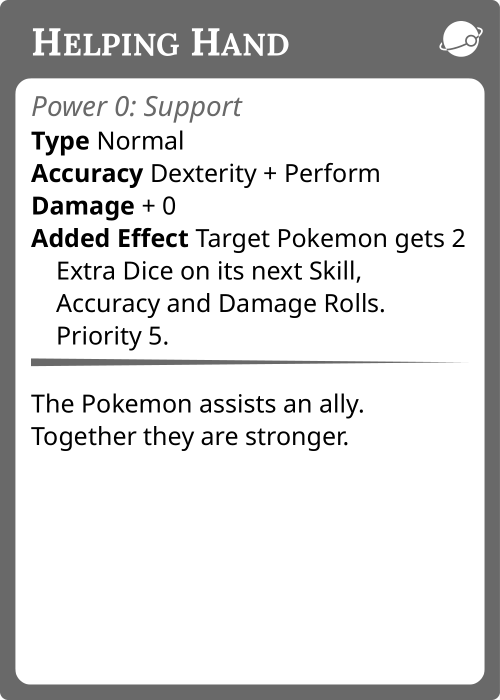 Helping Hand
Power 0: Support
Type Normal
Accuracy Dexterity + Perform
Damage + 0
Added Effect Target Pokemon gets 2
Extra Dice on its next Skill,
Accuracy and Damage Rolls.
Priority 5.
The Pokemon assists an ally.
Together they are stronger.